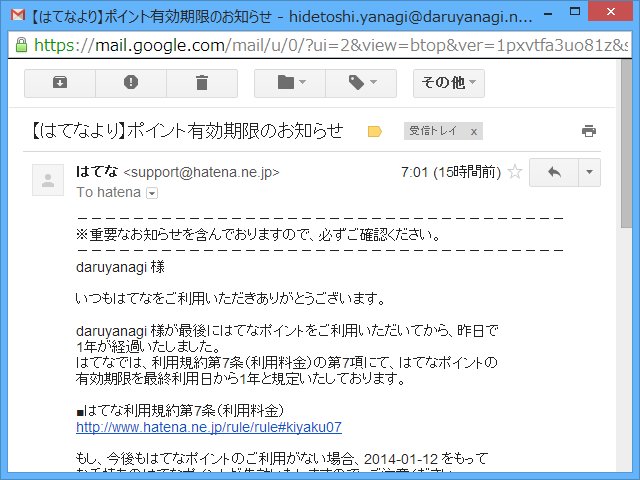 【はてなより】ポイント有効期限のお知らせ - hidetoshi.yanagi@daruyanagi.n...
https://mail.google.com/mail/u/0/?ui=2&view=btop&ver=1pxvtfa3uo81z&s
その他
【はてなより】ポイント有効期限のお知らせ
受信トレイ x
はてな <support@hatena.ne.jp>
7:01 (15時間前)
To hatena
－－－－－－－－－－－－－－－－－－－－－－－－－－－－－－－－－－－
※重要なお知らせを含んでおりますので、必ずご確認ください。
－－－－－－－－－－－－－－－－－－－－－－－－－－－－－－－－－－－
daruyanagi 様
いつもはてなをご利用いただきありがとうございます。
daruyanagi 様が最後にはてなポイントをご利用いただいてから、昨日で
1年が経過いたしました。
はてなでは、利用規約第7条（利用料金）の第7項にて、はてなポイントの
有効期限を最終利用日から1年と規定いたしております。
■はてな利用規約第7条（利用料金）
http://www.hatena.ne.jp/rule/rule#kiyaku07
もし、今後もはてなポイントのご利用がない場合、2014-01-12 をもって